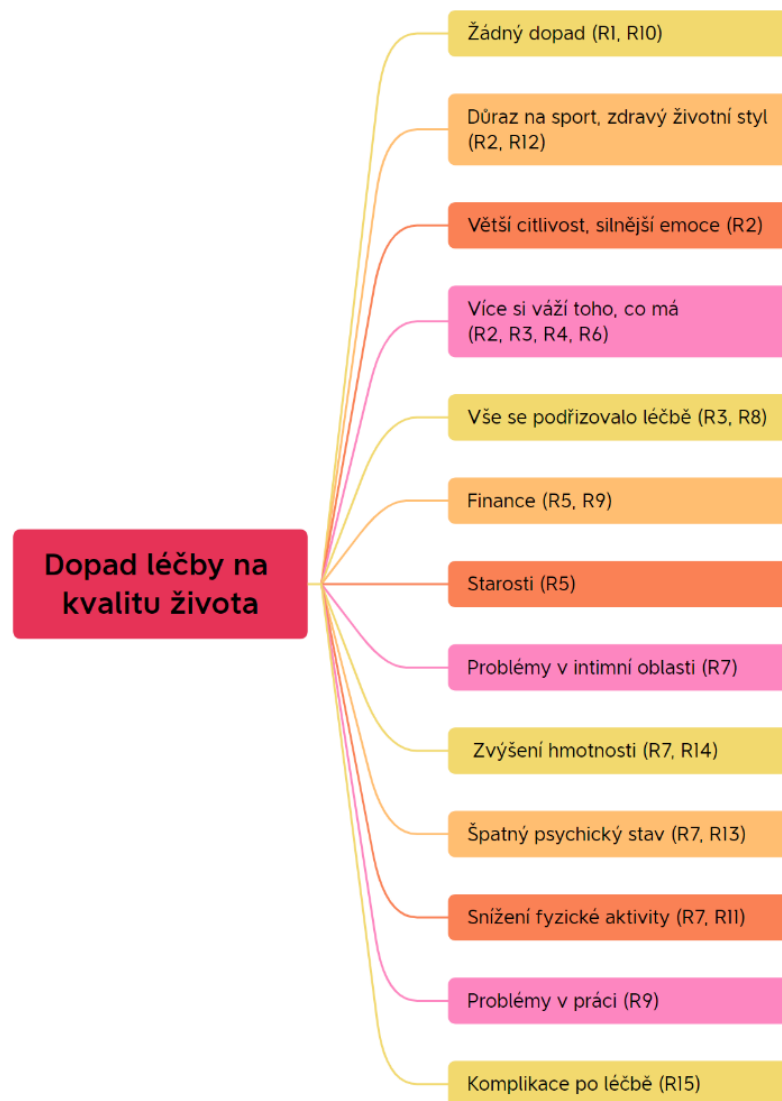 Žádný dopad (R1, R10)
Důraz na sport, zdravý životní styl
(R2, R12)
Větší citlivost, silnější emoce (R2)
Více si váží toho, co má
(R2, R3, R4, R6)
Vše se podřizovalo léčbě (R3, R8)
Finance (R5, R9)
Dopad léčby na
kvalitu života
Starosti (R5)
Problémy v intimní oblasti (R7)
Zvýšení hmotnosti (R7, R14)
Špatný psychický stav (R7, R13)
Snížení fyzické aktivity (R7, R11)
Problémy v práci (R9)
Komplikace po léčbě (R15)